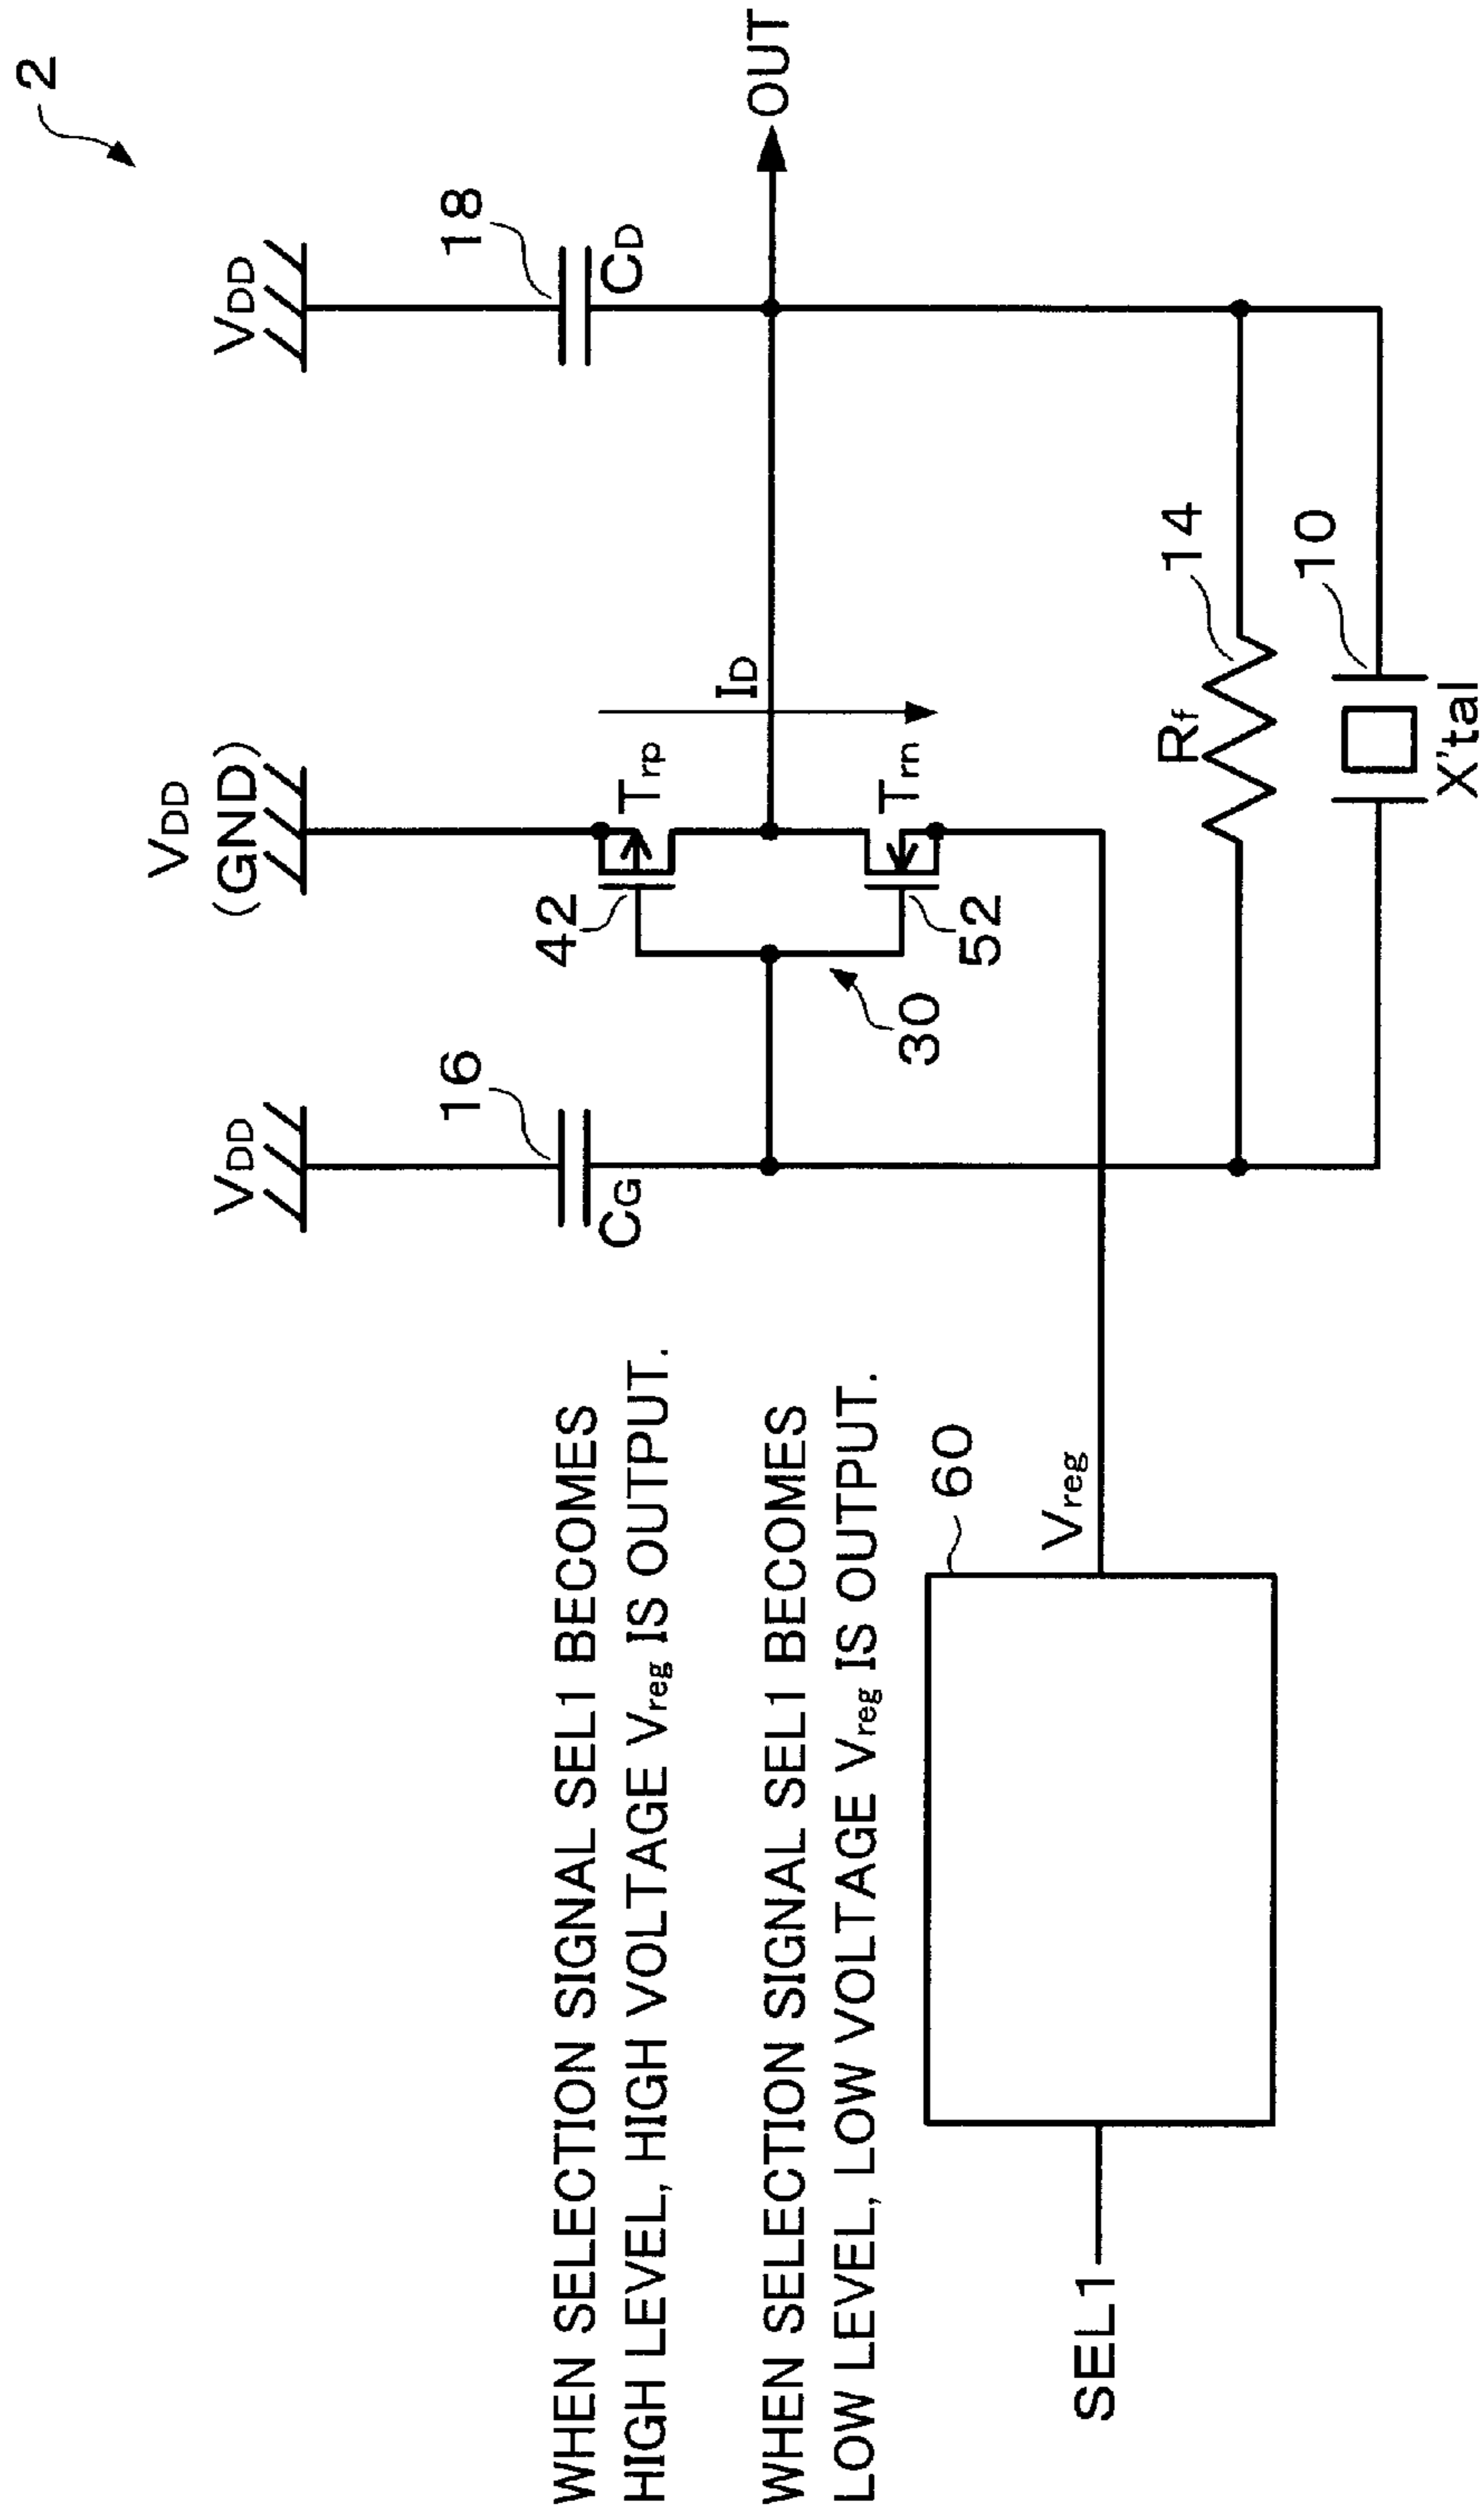 2
VDD
VDD
(GND)
VDD
16
18
CG
CD
42
Trp
ID
OUT
30
52
Trn
WHEN SELECTION SIGNAL SEL1 BECOMES
HIGH LEVEL, HIGH VOLTAGE Vreg IS OUTPUT.
WHEN SELECTION SIGNAL SEL1 BECOMES
LOW LEVEL, LOW VOLTAGE Vreg IS OUTPUT.
60
Vreg
SEL1
Rf
14
10
X'tal